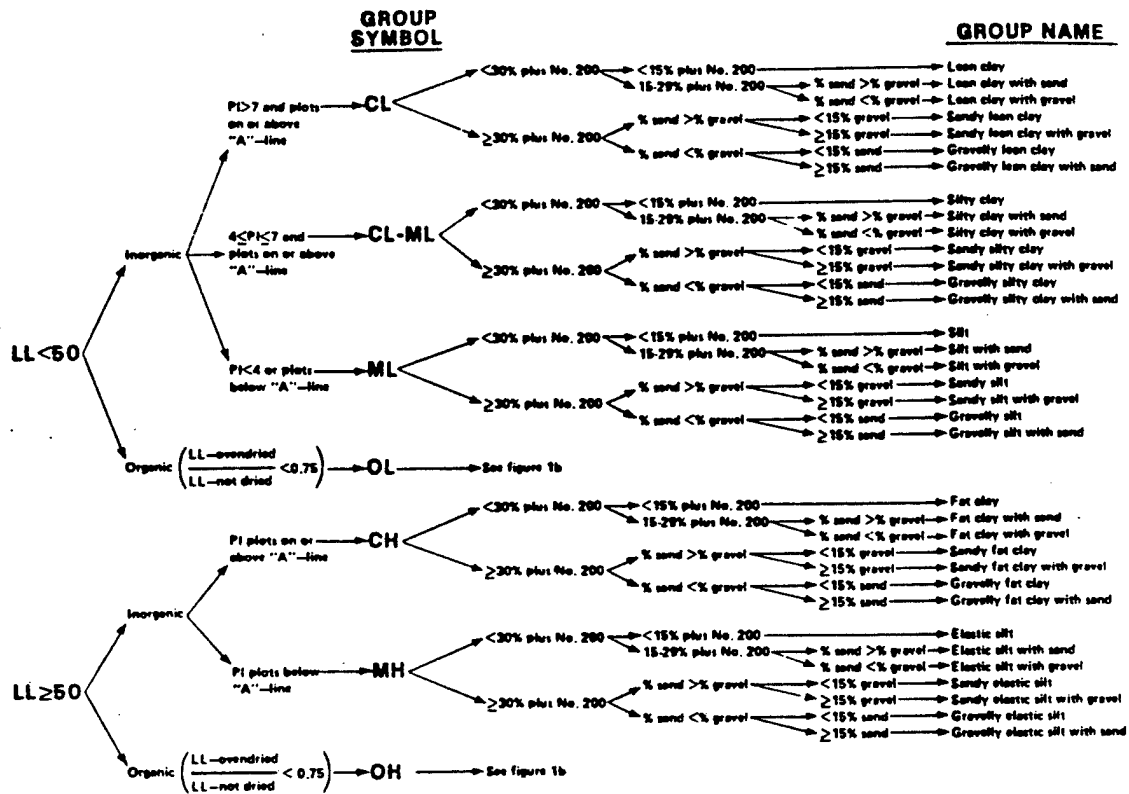 GROUP SYMBOL
GROUP NAME
LL<50
Inorganic
PI>7 and plots on or above "A"—line
CL
<30% plus No. 200
<15% plus No. 200
Lean clay
15-29% plus No. 200
% sand >% gravel
Lean clay with sand
% sand <% gravel
Lean clay with gravel
≥30% plus No. 200
% sand >% gravel
<15% gravel
Sandy lean clay
≥15% gravel
Sandy lean clay with gravel
% sand <% gravel
<15% sand
Gravelly lean clay
≥15% sand
Gravelly lean clay with sand
4≤PI≤7 and plots on or above "A"—line
CL-ML
<30% plus No. 200
<15% plus No. 200
Silty clay
15-29% plus No. 200
% sand >% gravel
Silty clay with sand
% sand <% gravel
Silty clay with gravel
≥30% plus No. 200
% sand >% gravel
<15% gravel
Sandy silty clay
≥15% gravel
Sandy silty clay with gravel
% sand <% gravel
<15% sand
Gravelly silty clay
≥15% sand
Gravelly silty clay with sand
PI<4 or plots below "A"—line
ML
<30% plus No. 200
<15% plus No. 200
Silt
15-29% plus No. 200
% sand >% gravel
Silt with sand
% sand <% gravel
Silt with gravel
≥30% plus No. 200
% sand >% gravel
<15% gravel
Sandy silt
≥15% gravel
Sandy silt with gravel
% sand <% gravel
<15% sand
Gravelly silt
≥15% sand
Gravelly silt with sand
Organic (LL—ovendried / LL—not dried <0.75)
OL
See figure 1b
LL≥50
Inorganic
PI plots on or above "A"—line
CH
<30% plus No. 200
<15% plus No. 200
Fat clay
15-29% plus No. 200
% sand >% gravel
Fat clay with sand
% sand <% gravel
Fat clay with gravel
≥30% plus No. 200
% sand >% gravel
<15% gravel
Sandy fat clay
≥15% gravel
Sandy fat clay with gravel
% sand <% gravel
<15% sand
Gravelly fat clay
≥15% sand
Gravelly fat clay with sand
PI plots below "A"—line
MH
<30% plus No. 200
<15% plus No. 200
Elastic silt
15-29% plus No. 200
% sand >% gravel
Elastic silt with sand
% sand <% gravel
Elastic silt with gravel
≥30% plus No. 200
% sand >% gravel
<15% gravel
Sandy elastic silt
≥15% gravel
Sandy elastic silt with gravel
% sand <% gravel
<15% sand
Gravelly elastic silt
≥15% sand
Gravelly elastic silt with sand
Organic (LL—ovendried / LL—not dried < 0.75)
OH
See figure 1b